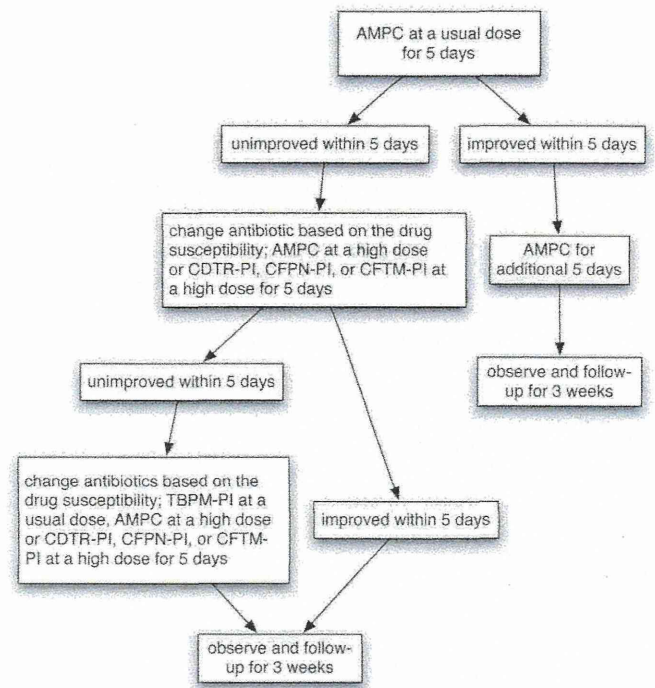 AMPC at a usual dose
for 5 days
unimproved within 5 days
improved within 5 days
change antibiotic based on the drug
susceptibility; AMPC at a high dose
or CDTR-PI, CFPN-PI, or CFTM-PI at
a high dose for 5 days
AMPC for
additional 5 days
unimproved within 5 days
observe and follow-
up for 3 weeks
change antibiotics based on the
drug susceptibility; TBPM-PI at a
usual dose, AMPC at a high dose
or CDTR-PI, CFPN-PI, or CFTM-
PI at a high dose for 5 days
improved within 5 days
observe and follow-
up for 3 weeks